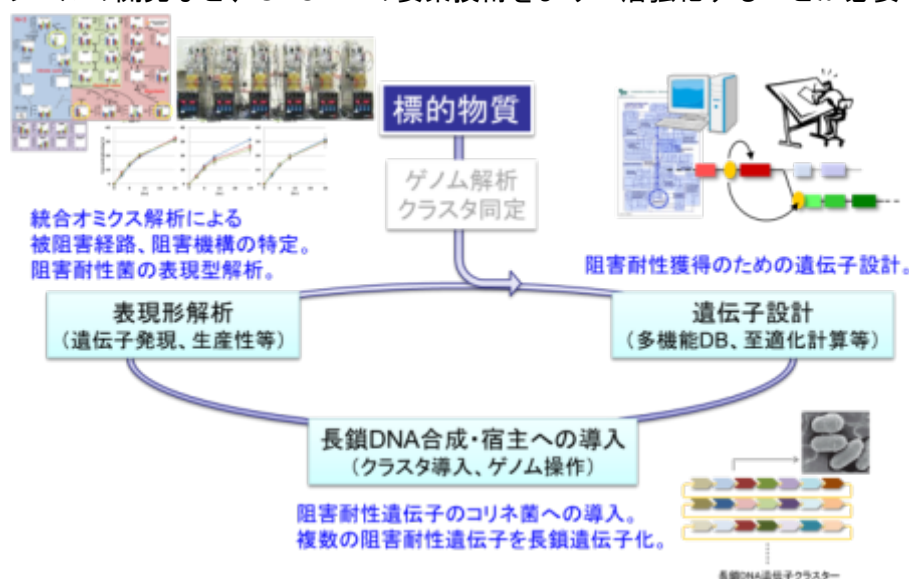 標的物質
ゲノム解析
クラスタ同定
統合オミクス解析による
被阻害経路、阻害機構の特定。
阻害耐性菌の表現型解析。
阻害耐性獲得のための遺伝子設計。
表現形解析
（遺伝子発現、生産性等）
遺伝子設計
（多機能DB、至適化計算等）
長鎖DNA合成・宿主への導入
（クラスタ導入、ゲノム操作）
阻害耐性遺伝子のコリネ菌への導入。
複数の阻害耐性遺伝子を長鎖遺伝子化。
長鎖DNA遺伝子クラスター